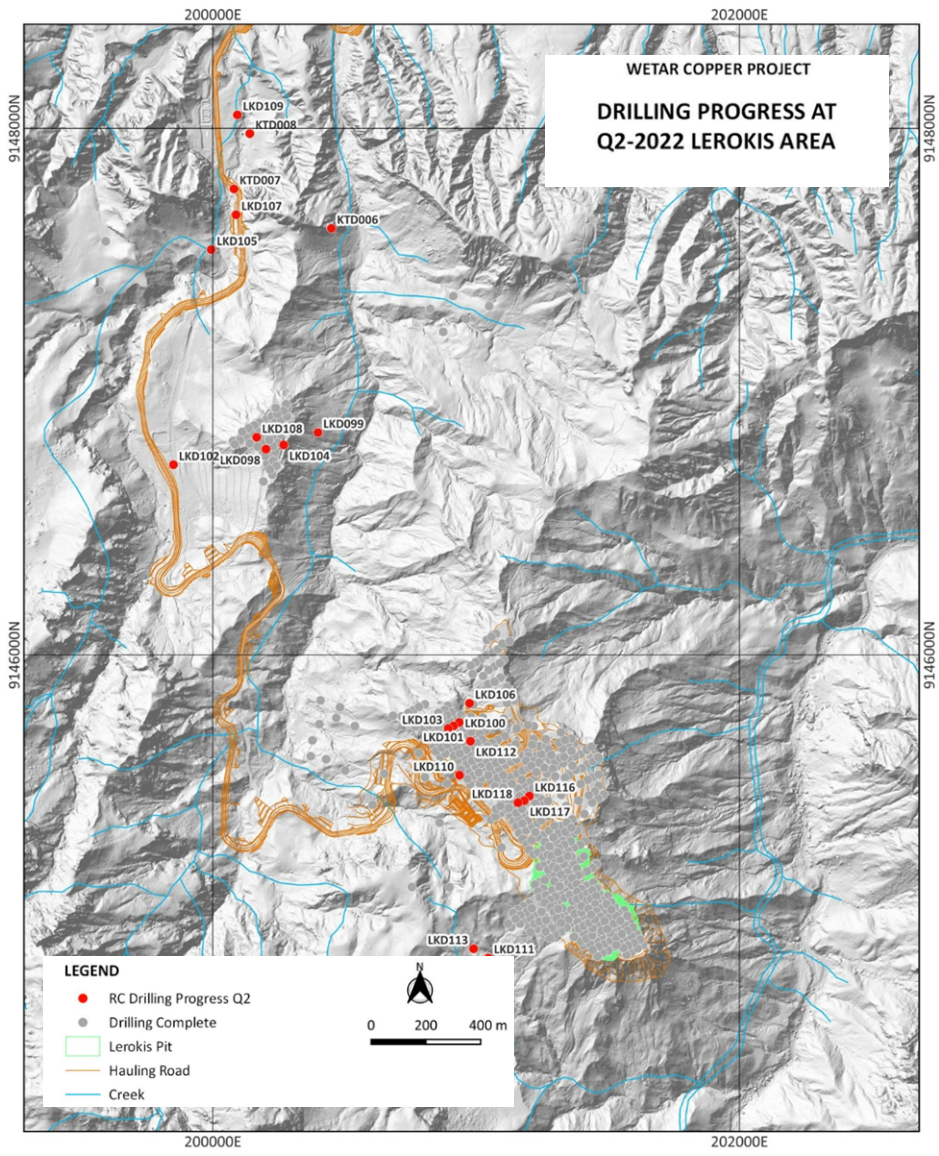 200000E
202000E
WETAR COPPER PROJECT
DRILLING PROGRESS AT
Q2-2022 LEROKIS AREA
9148000N
9148000N
LKD109
KTD008
KTD007
LKD107
KTD006
LKD105
LKD108
LKD099
LKD102
LKD098
LKD104
9146000N
9146000N
LKD106
LKD103
LKD100
LKD101
LKD112
LKD110
LKD118
LKD116
LKD117
LKD113
LKD111
LEGEND
RC Drilling Progress Q2
Drilling Complete
Lerokis Pit
Hauling Road
Creek
N
0 200 400 m
200000E
202000E